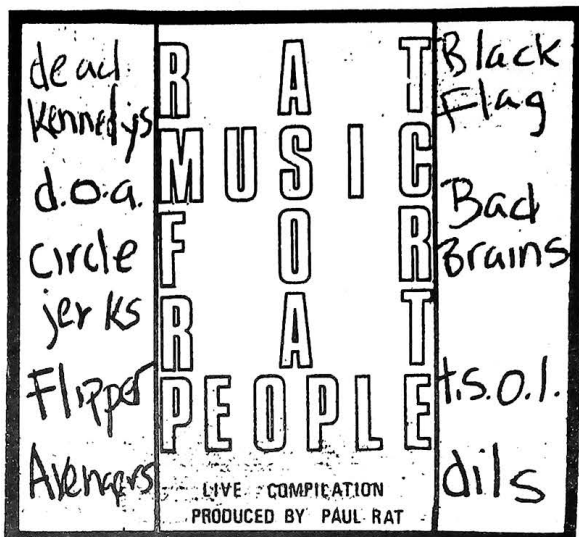 dead
Kennedys
d.o.a.
Circle
jerks
Flipper
Avengers
R A T
MUSIC
F O R
R A T
PEOPLE
LIVE COMPILATION
PRODUCED BY PAUL RAT
Black
Flag
Bad
Brains
t.s.o.l.
dils